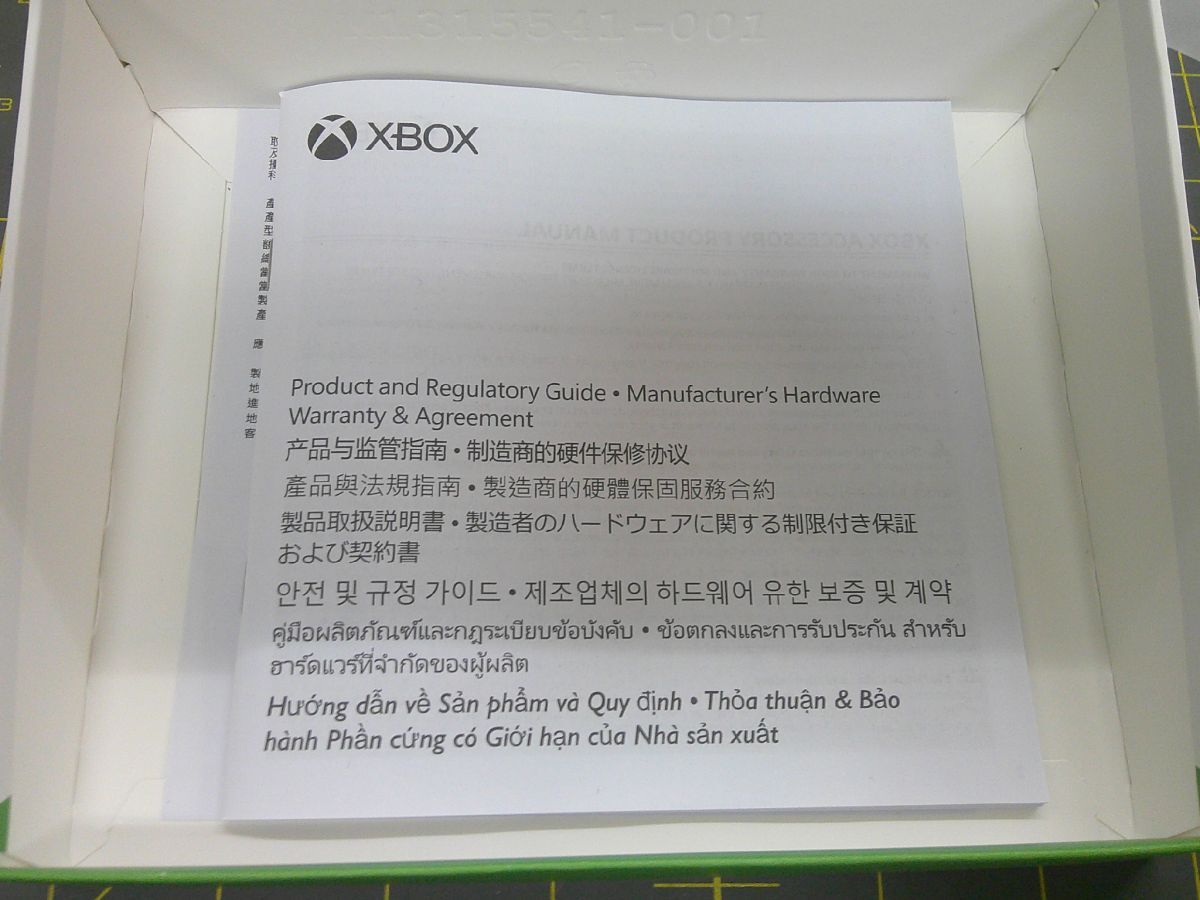 M1315541-001
XBOX
XBOX ACCESSORY PRODUCT MANUAL
Product and Regulatory Guide • Manufacturer's Hardware
Warranty & Agreement
产品与监管指南 • 制造商的硬件保修协议
產品與法規指南 • 製造商的硬體保固服務合約
製品取扱説明書 • 製造者のハードウェアに関する制限付き保証
および契約書
안전 및 규정 가이드 • 제조업체의 하드웨어 유한 보증 및 계약
คู่มือผลิตภัณฑ์และกฎระเบียบข้อบังคับ • ข้อตกลงและการรับประกัน สำหรับ
ฮาร์ดแวร์ที่จำกัดของผู้ผลิต
Hướng dẫn về Sản phẩm và Quy định • Thỏa thuận & Bảo
hành Phần cứng có Giới hạn của Nhà sản xuất